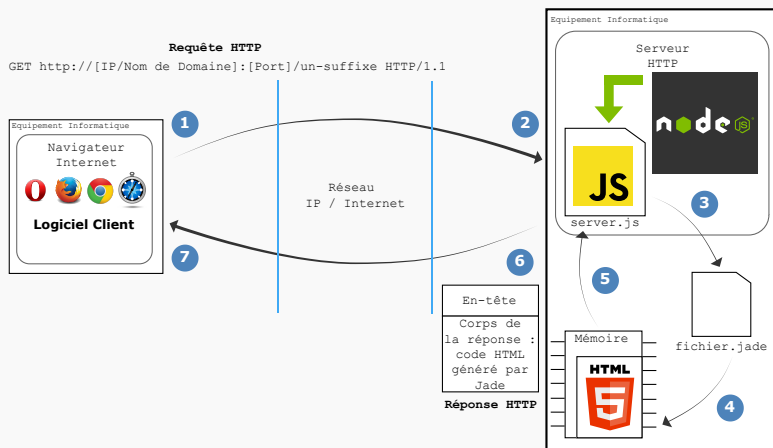 Equipement Informatique
Requête HTTP
GET http://[IP/Nom de Domaine]:[Port]/un-suffixe HTTP/1.1
Serveur
HTTP
node
JS
1
2
Equipement Informatique
Navigateur
Internet
Logiciel Client
Réseau
IP / Internet
JS
server.js
3
7
6
5
En-tête
Corps de
la réponse :
code HTML
généré par
Jade
Réponse HTTP
Mémoire
HTML
5
fichier.jade
4